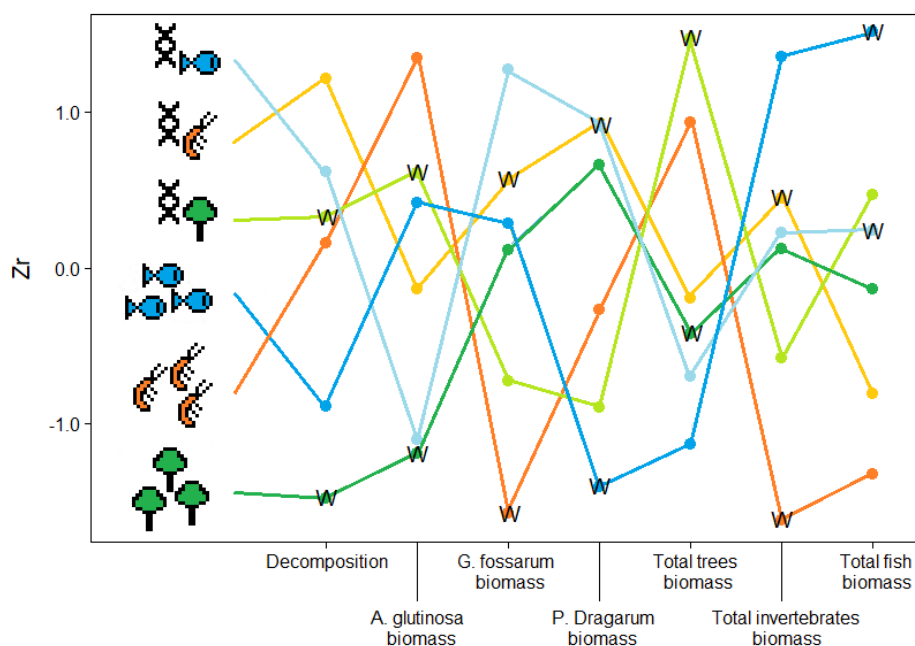 W
W
1.0
W
W
W
W
W
W
Zr
0.0
W
-1.0
W
W
W
W
W
Decomposition
A. glutinosa
biomass
G. fossarum
biomass
P. Dragarum
biomass
Total trees
biomass
Total invertebrates
biomass
Total fish
biomass